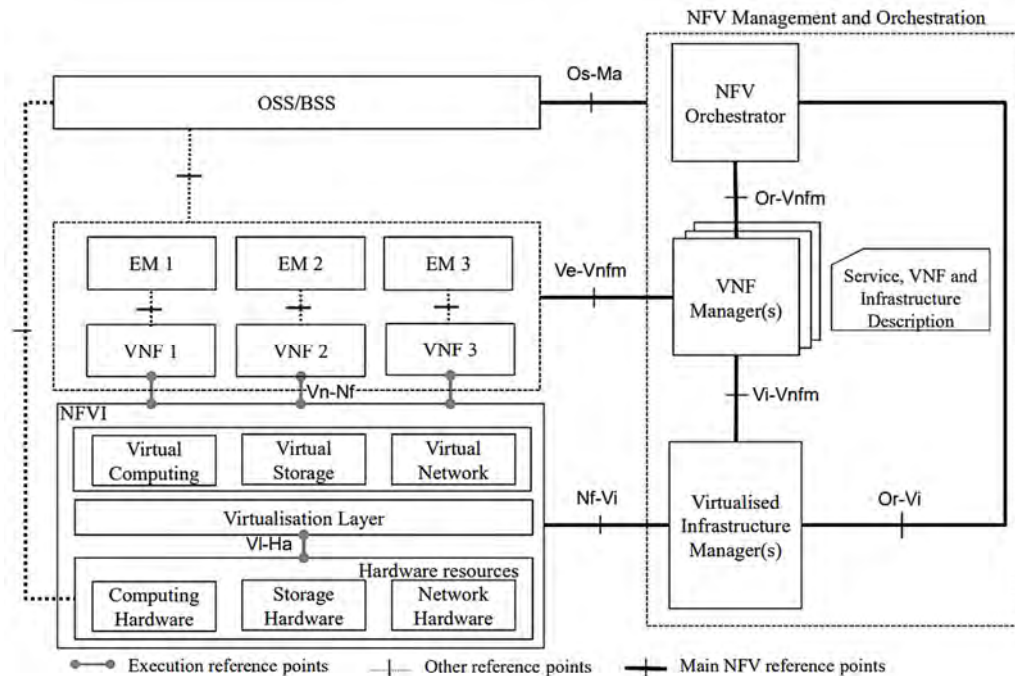 NFV Management and Orchestration
Os-Ma
OSS/BSS
NFV
Orchestrator
Or-Vnfm
EM 1
EM 2
EM 3
Ve-Vnfm
VNF
Manager(s)
Service, VNF and
Infrastructure
Description
VNF 1
VNF 2
VNF 3
Vn-Nf
Vi-Vnfm
NFVI
Virtual
Computing
Virtual
Storage
Virtual
Network
Nf-Vi
Virtualised
Infrastructure
Manager(s)
Or-Vi
Virtualisation Layer
Vl-Ha
Hardware resources
Computing
Hardware
Storage
Hardware
Network
Hardware
Execution reference points
Other reference points
Main NFV reference points